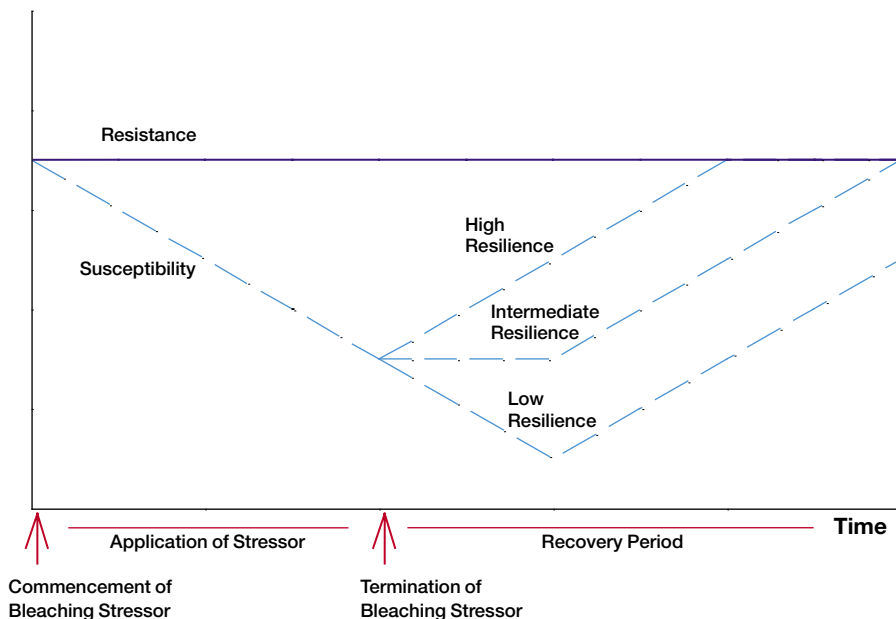 Resistance
Susceptibility
High
Resilience
Intermediate
Resilience
Low
Resilience
Time
Application of Stressor
Recovery Period
Commencement of
Bleaching Stressor
Termination of
Bleaching Stressor